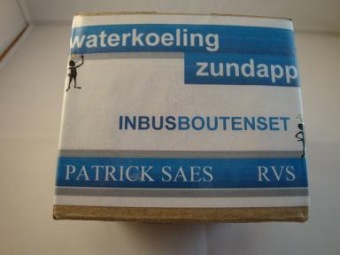 waterkoeling
zundapp
INBUSBOUTENSET
PATRICK SAES RVS